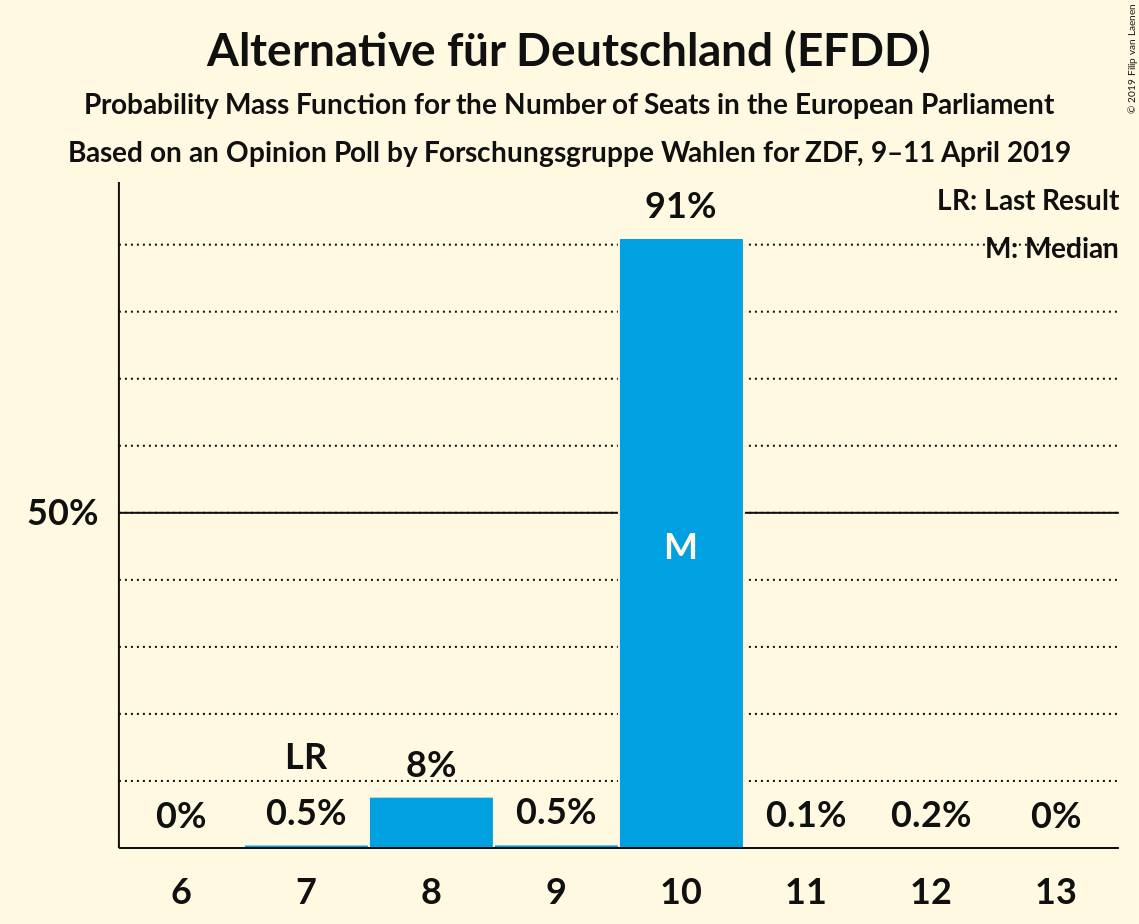 Alternative für Deutschland (EFDD)
Probability Mass Function for the Number of Seats in the European Parliament
Based on an Opinion Poll by Forschungsgruppe Wahlen for ZDF, 9–11 April 2019
© 2019 Filip van Laenen
LR: Last Result
M: Median
91%
50%
M
LR
8%
0% 0.5% 0.5% 0.1% 0.2% 0%
6 7 8 9 10 11 12 13